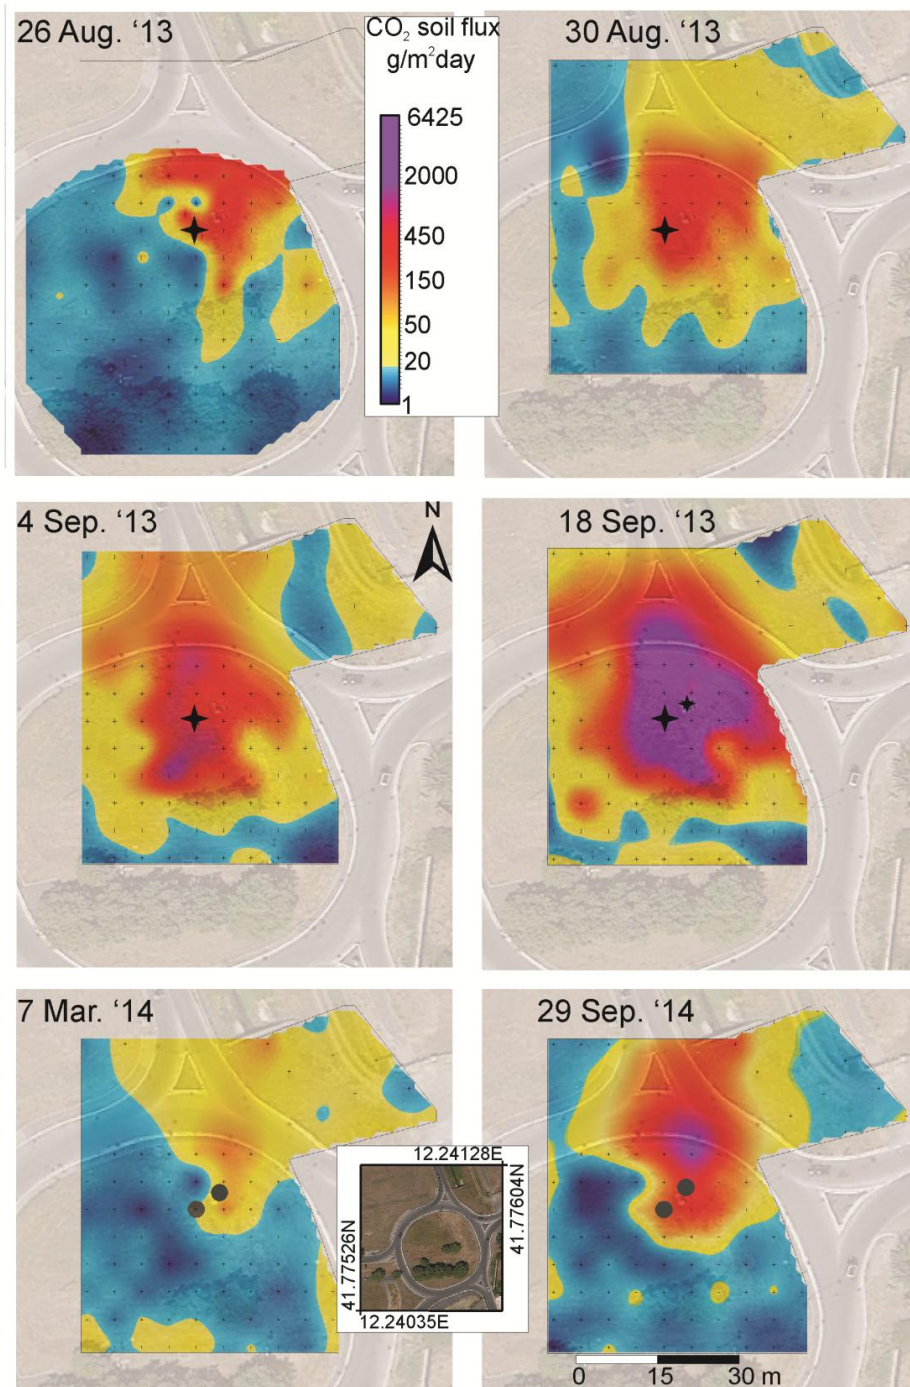 26 Aug. ‘13
CO₂ soil flux
g/m²day
6425
2000
450
150
50
20
1
30 Aug. ‘13
4 Sep. ‘13
N
18 Sep. ‘13
7 Mar. ‘14
29 Sep. ‘14
12.24128E
41.77604N
41.77526N
12.24035E
0 15 30 m